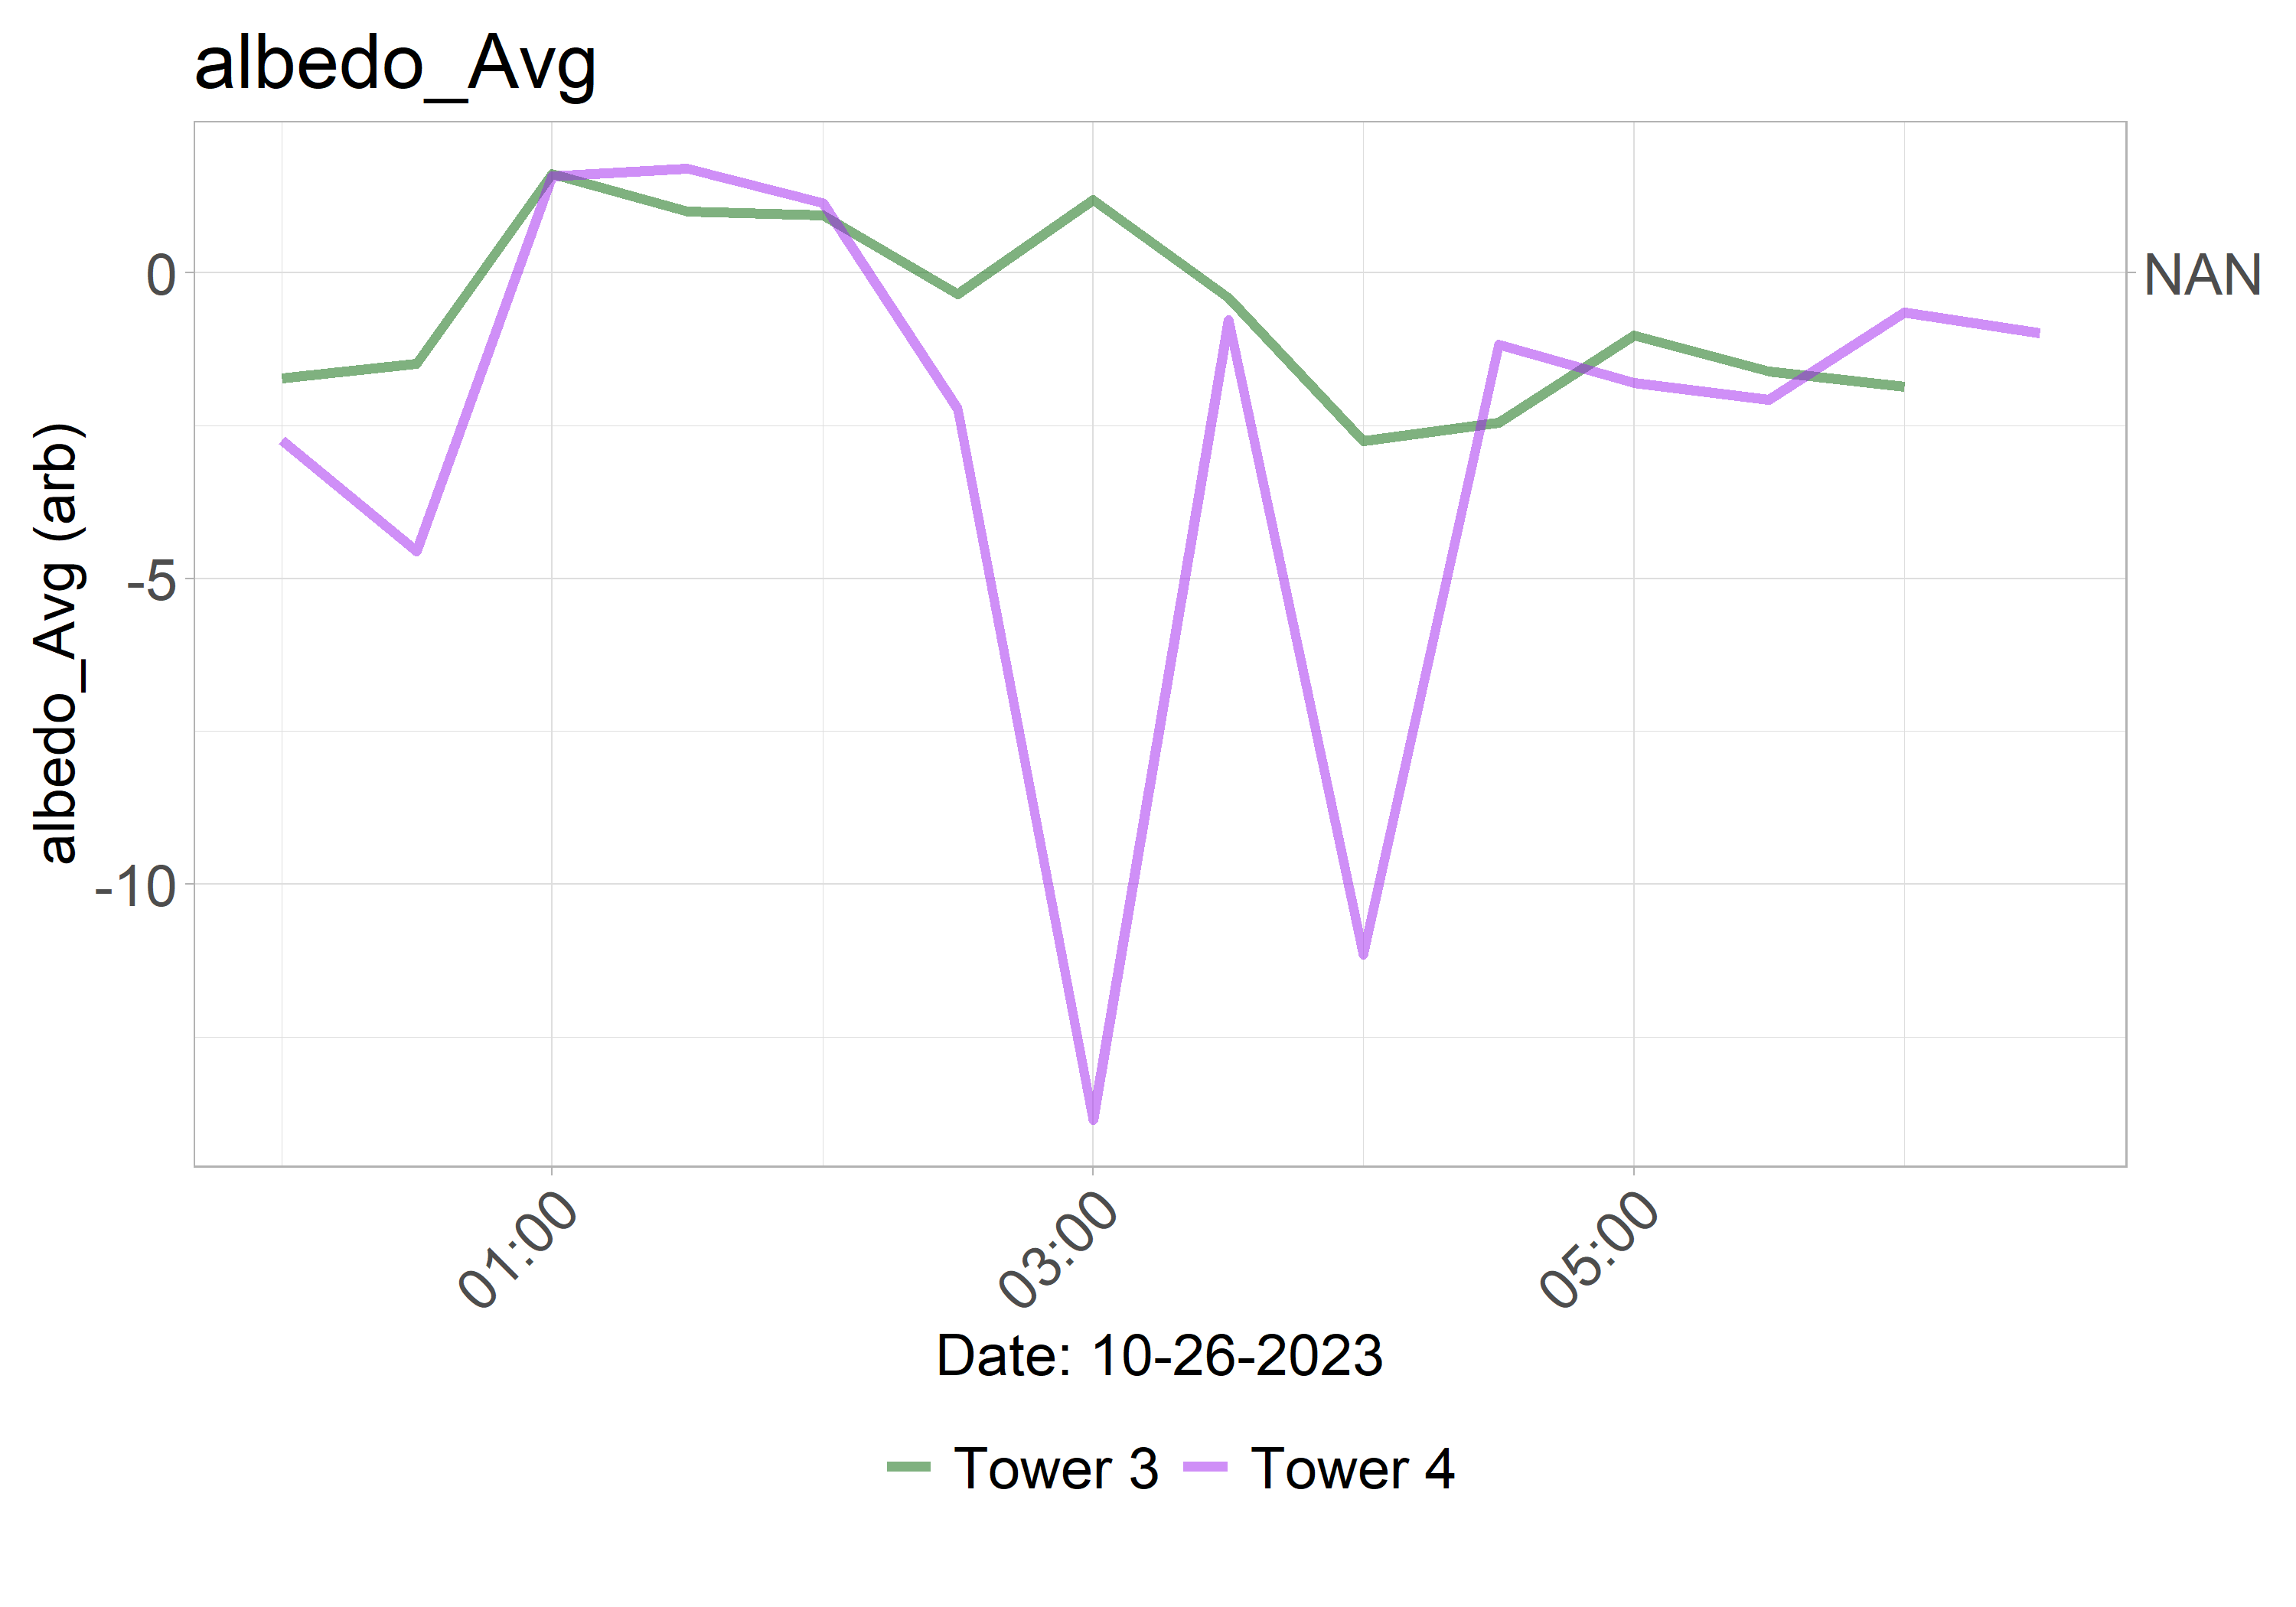 albedo_Avg
albedo_Avg (arb)
0
-5
-10
NAN
01:00
03:00
05:00
Date: 10-26-2023
Tower 3
Tower 4